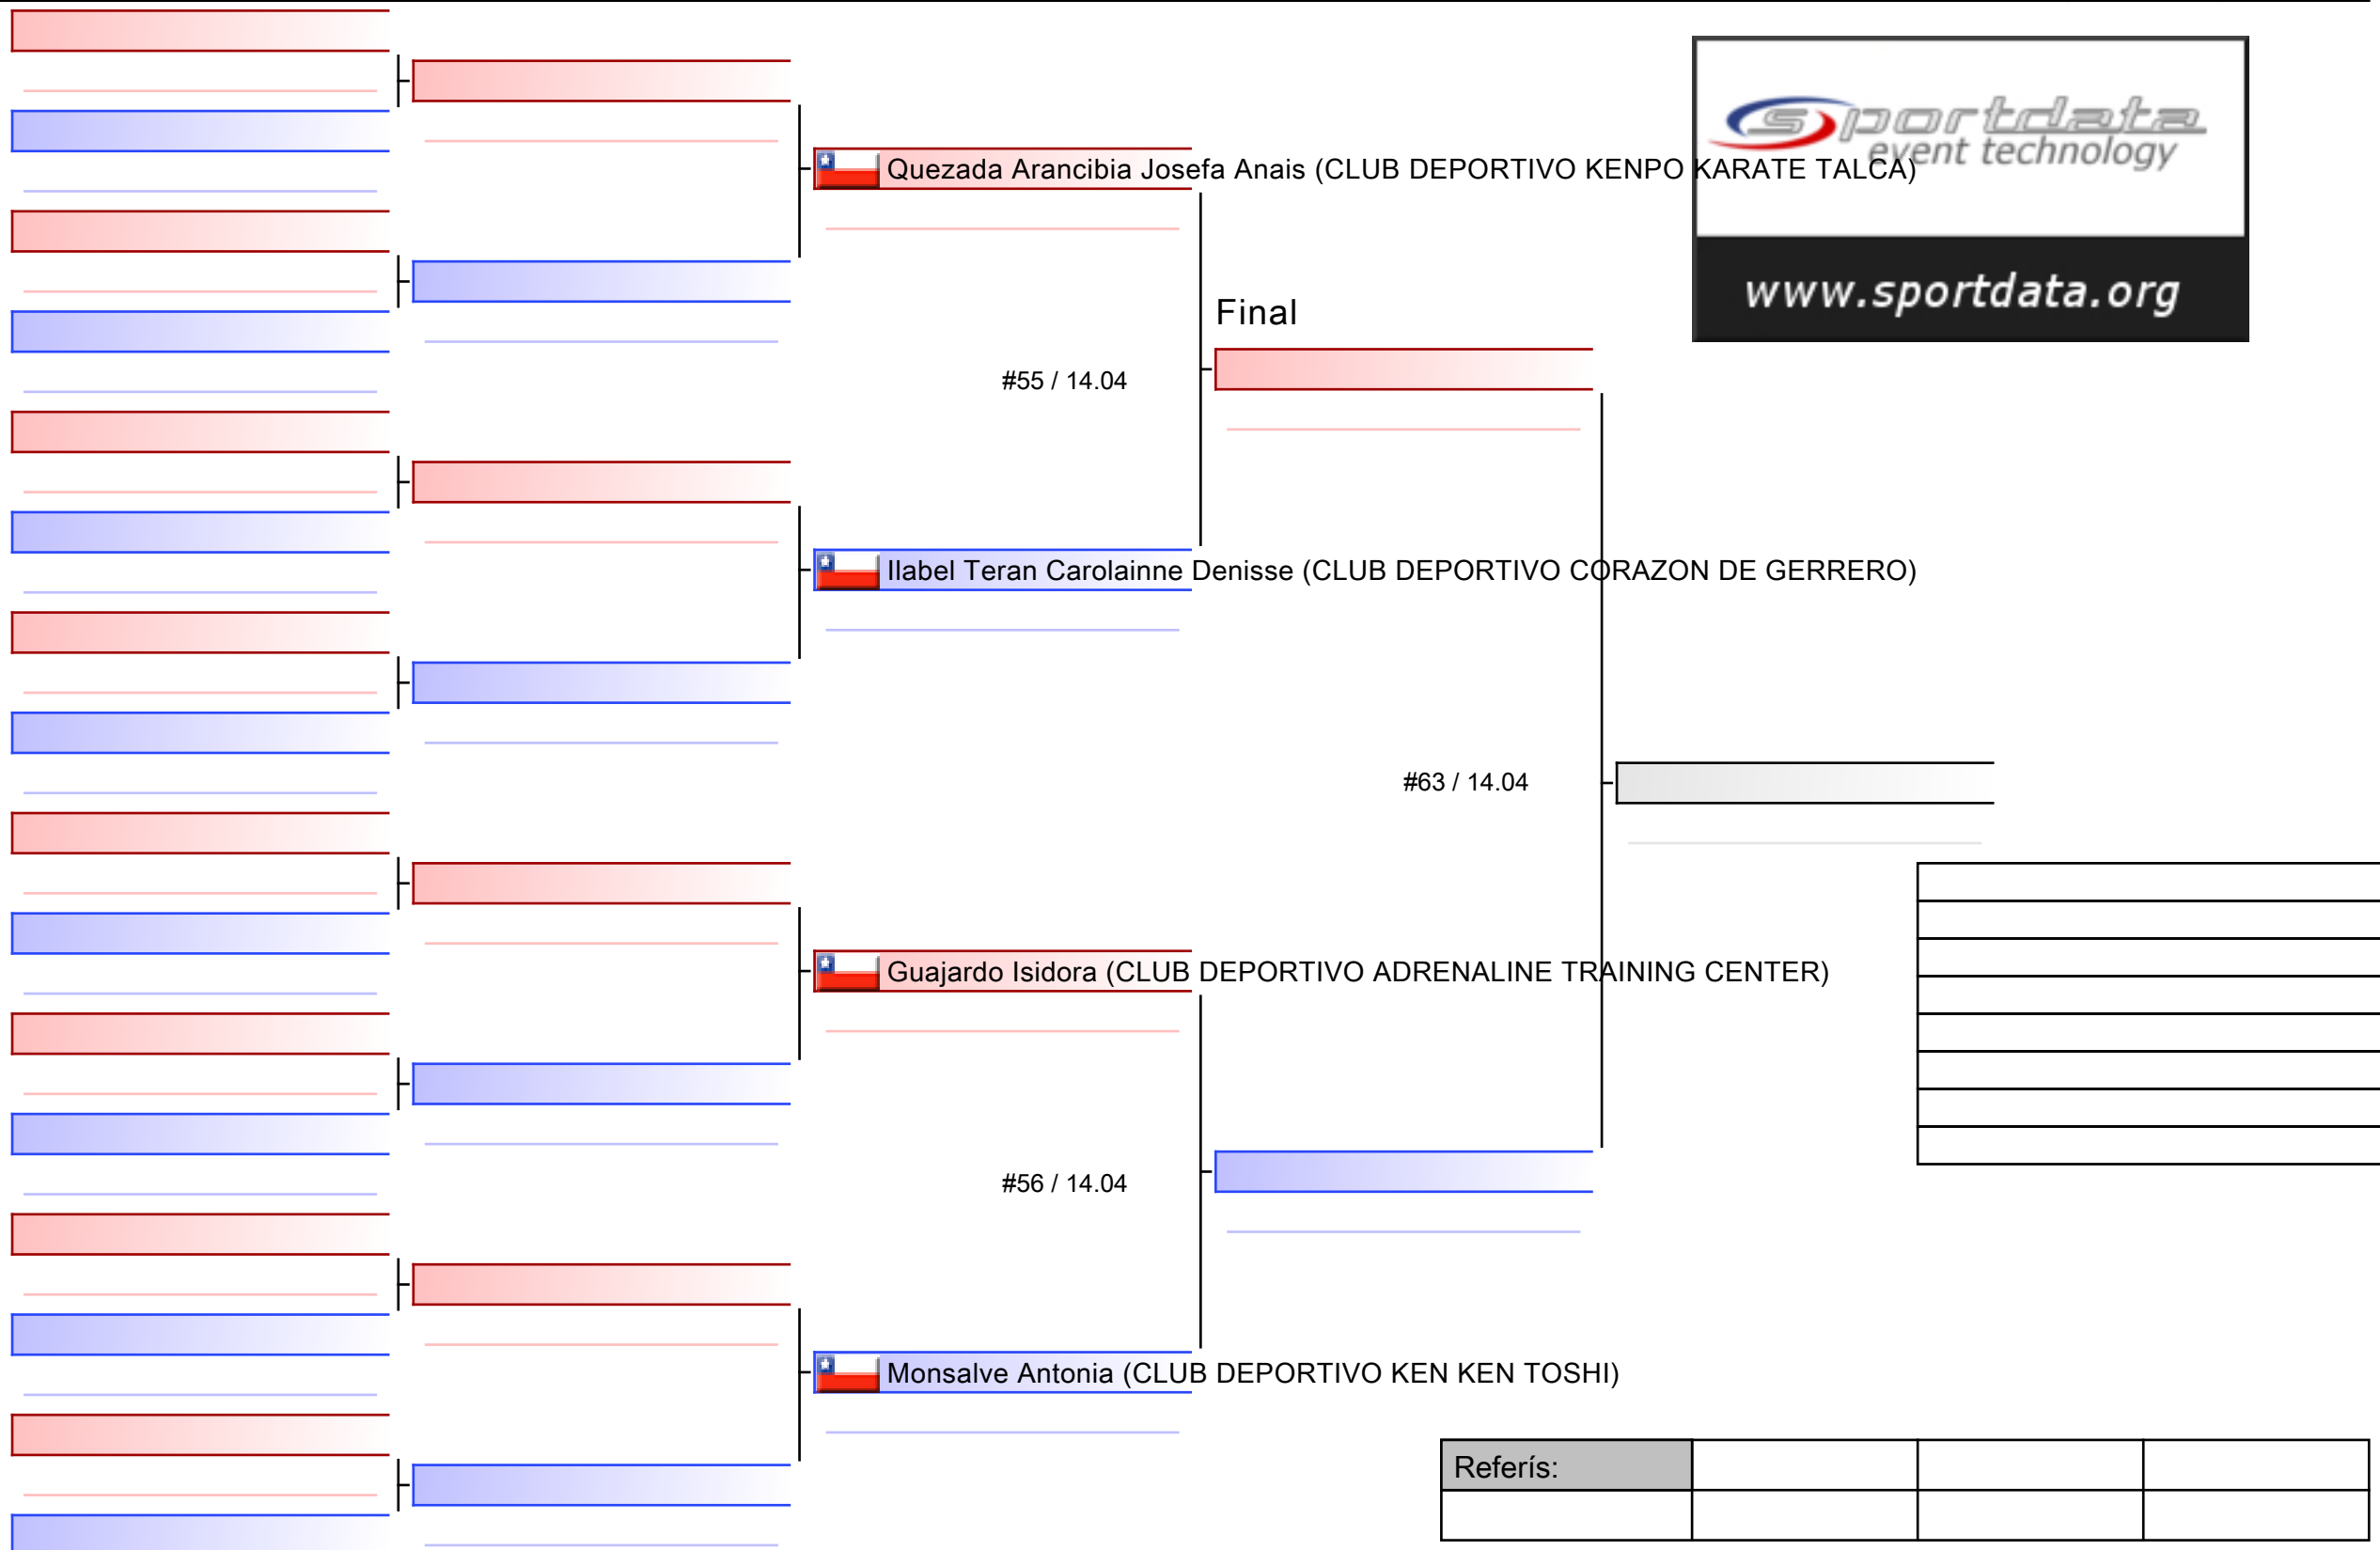 sportdata
event technology
www.sportdata.org
Quezada Arancibia Josefa Anais (CLUB DEPORTIVO KENPO KARATE TALCA)
Final
#55 / 14.04
Ilabel Teran Carolainne Denisse (CLUB DEPORTIVO CORAZON DE GERRERO)
#63 / 14.04
Guajardo Isidora (CLUB DEPORTIVO ADRENALINE TRAINING CENTER)
#56 / 14.04
Monsalve Antonia (CLUB DEPORTIVO KEN KEN TOSHI)
Referís: